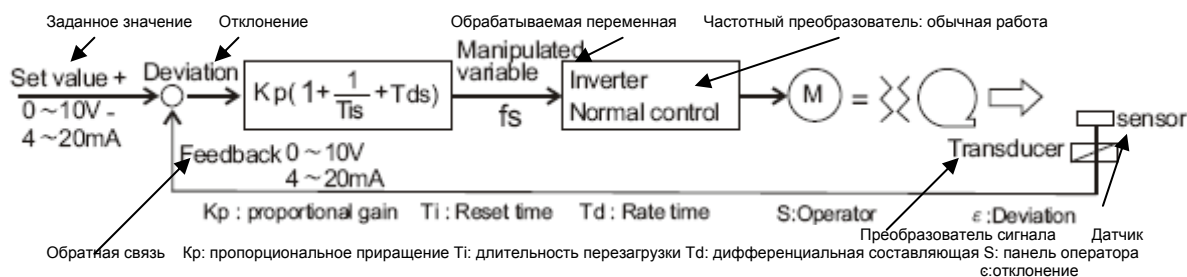 Заданное значение
Отклонение
Обрабатываемая переменная
Частотный преобразователь: обычная работа
Set value +
0～10V -
4～20mA
Deviation
Kp( 1+ 1/Tis +Tds)
Manipulated
variable
fs
Inverter
Normal control
M
=
sensor
Transducer
Feedback 0～10V
4～20mA
Kp : proportional gain Ti : Reset time Td : Rate time S:Operator ε:Deviation
Преобразователь сигнала Датчик
Обратная связь Kp: пропорциональное приращение Ti: длительность перезагрузки Td: дифференциальная составляющая S: панель оператора
є:отклонение